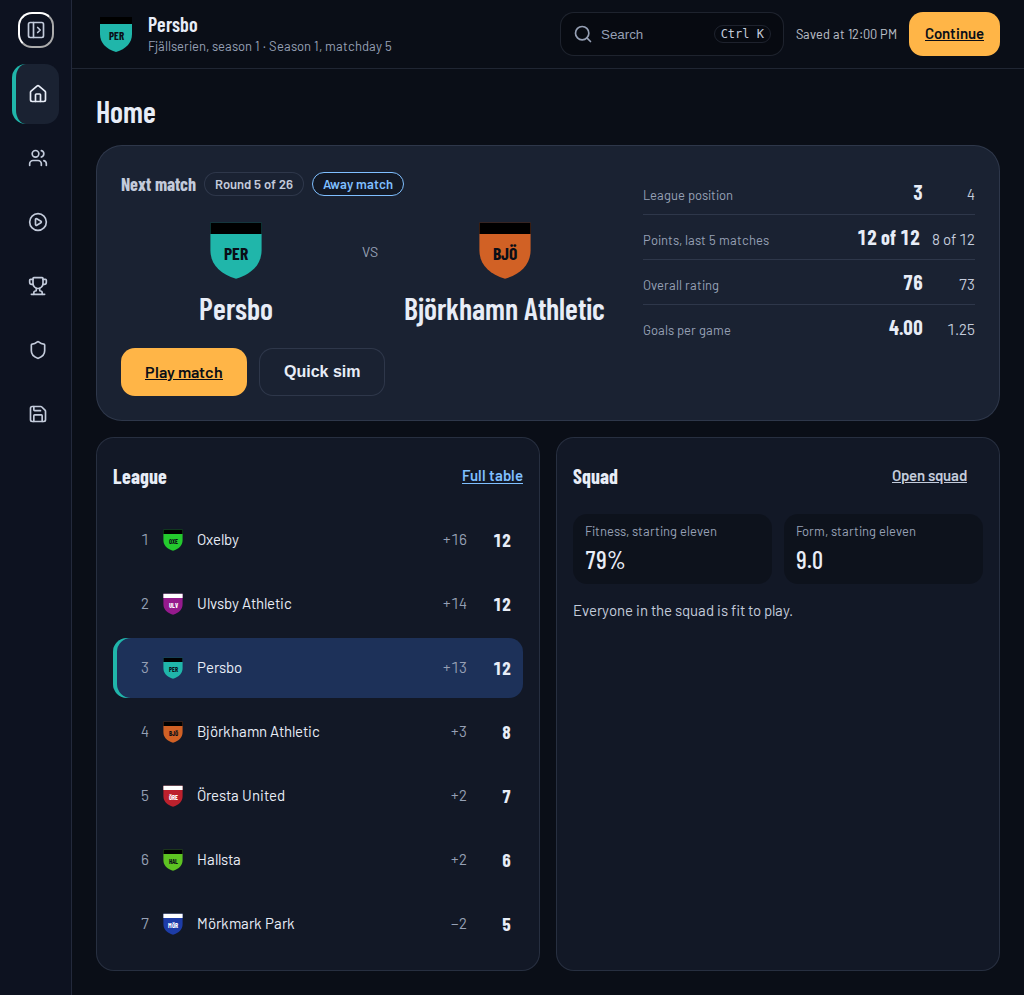 PER
Persbo
Fjällserien, season 1 · Season 1, matchday 5
Search
Ctrl K
Saved at 12:00 PM
Continue
Home
Next match
Round 5 of 26
Away match
PER
VS
BJÖ
Persbo
Björkhamn Athletic
Play match
Quick sim
League position 3 4
Points, last 5 matches 12 of 12 8 of 12
Overall rating 76 73
Goals per game 4.00 1.25
League
Full table
1 OXE Oxelby +16 12
2 ULV Ulvsby Athletic +14 12
3 PER Persbo +13 12
4 BJÖ Björkhamn Athletic +3 8
5 ÖRE Öresta United +2 7
6 HAL Hallsta +2 6
7 MÖR Mörkmark Park −2 5
Squad
Open squad
Fitness, starting eleven
79%
Form, starting eleven
9.0
Everyone in the squad is fit to play.